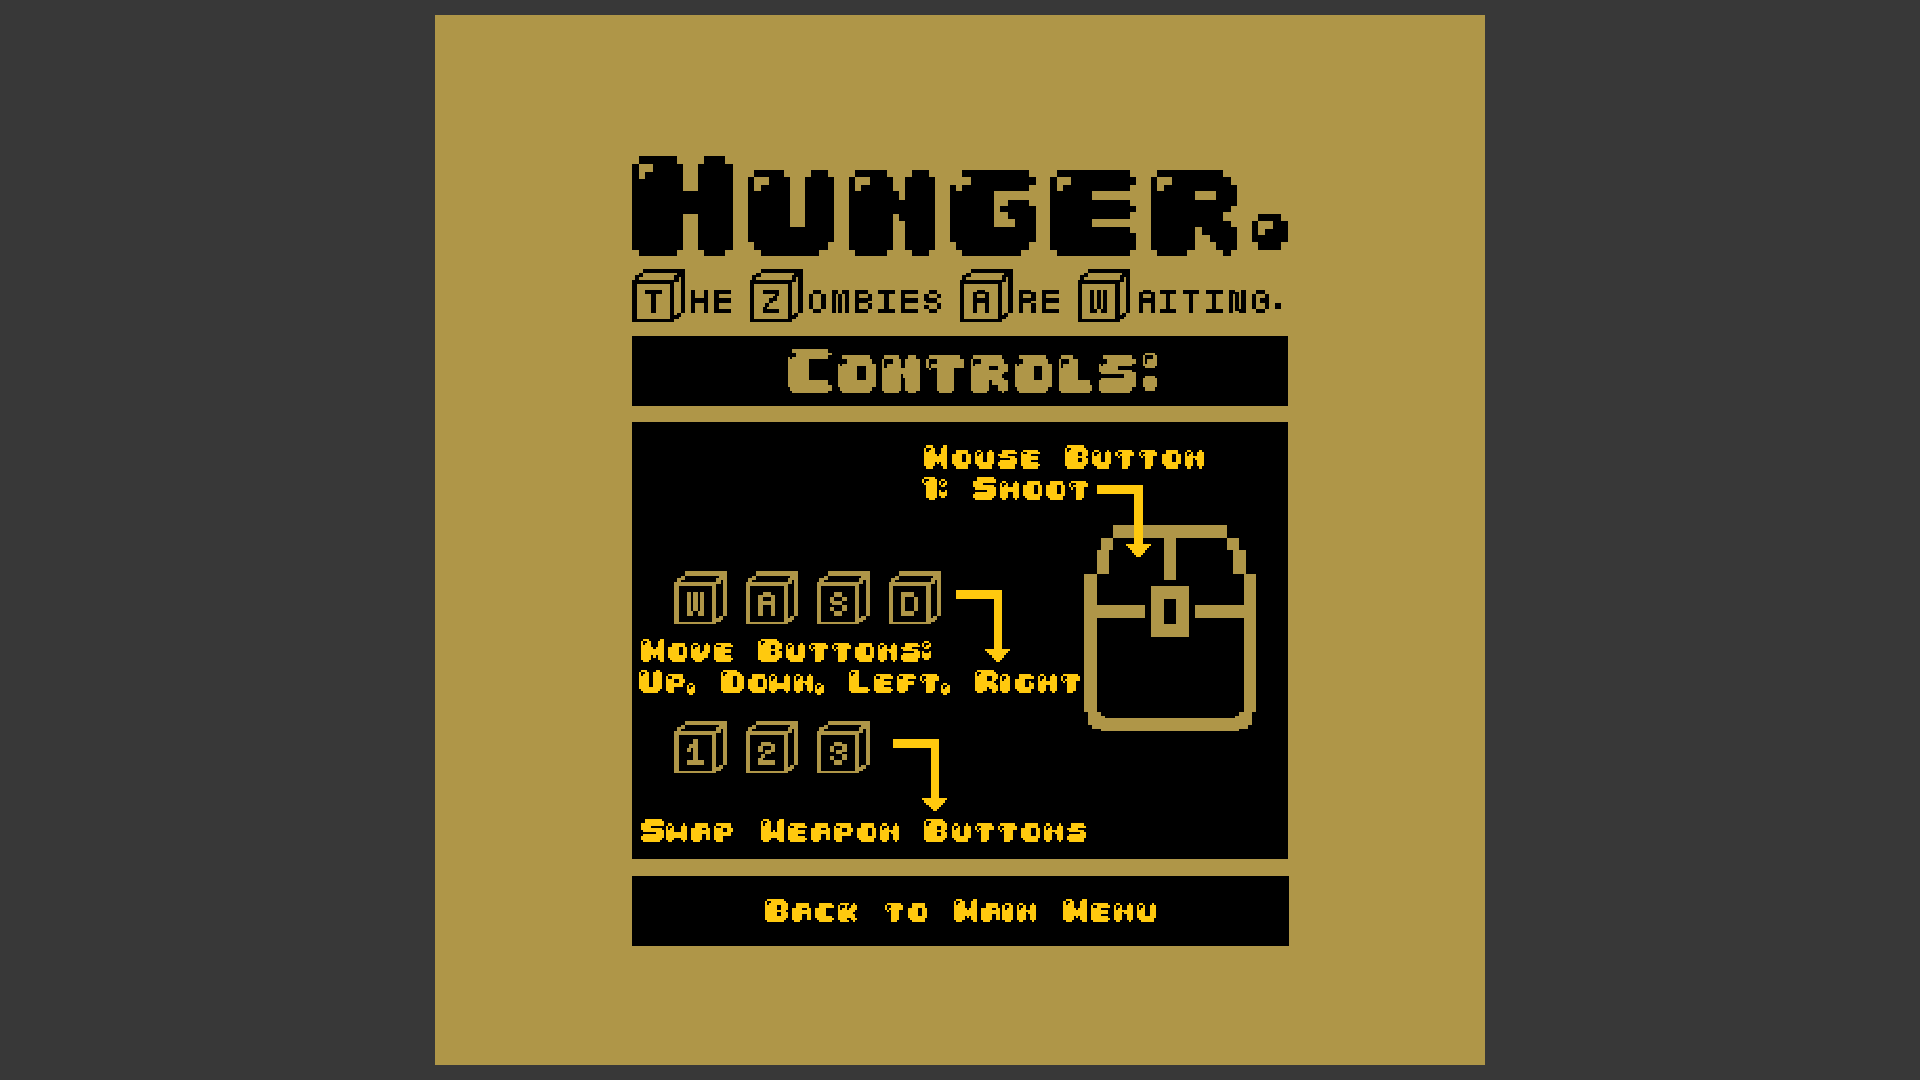 Hunger.
The Zombies Are Waiting.
Controls:
Mouse Button
1: Shoot
W A S D
Move Buttons:
Up, Down, Left, Right
1 2 3
Swap Weapon Buttons
Back to Main Menu